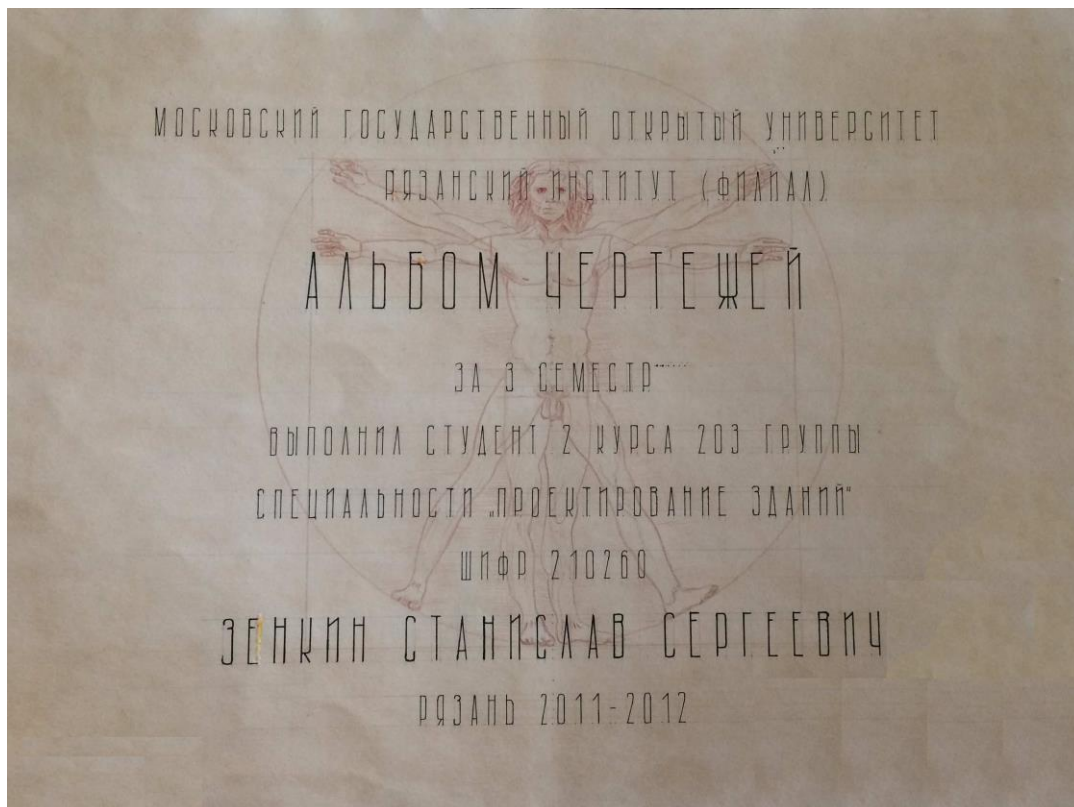 МОСКОВСКИЙ ГОСУДАРСТВЕННЫЙ ОТКРЫТЫЙ УНИВЕРСИТЕТ
РЯЗАНСКИЙ ИНСТИТУТ (ФИЛИАЛ)
АЛЬБОМ ЧЕРТЕЖЕЙ
ЗА 3 СЕМЕСТР
ВЫПОЛНИЛ СТУДЕНТ 2 КУРСА 203 ГРУППЫ
СПЕЦИАЛЬНОСТИ „ПРОЕКТИРОВАНИЕ ЗДАНИЙ“
ШИФР 210260
ЗЕНКИН СТАНИСЛАВ СЕРГЕЕВИЧ
РЯЗАНЬ 2011-2012